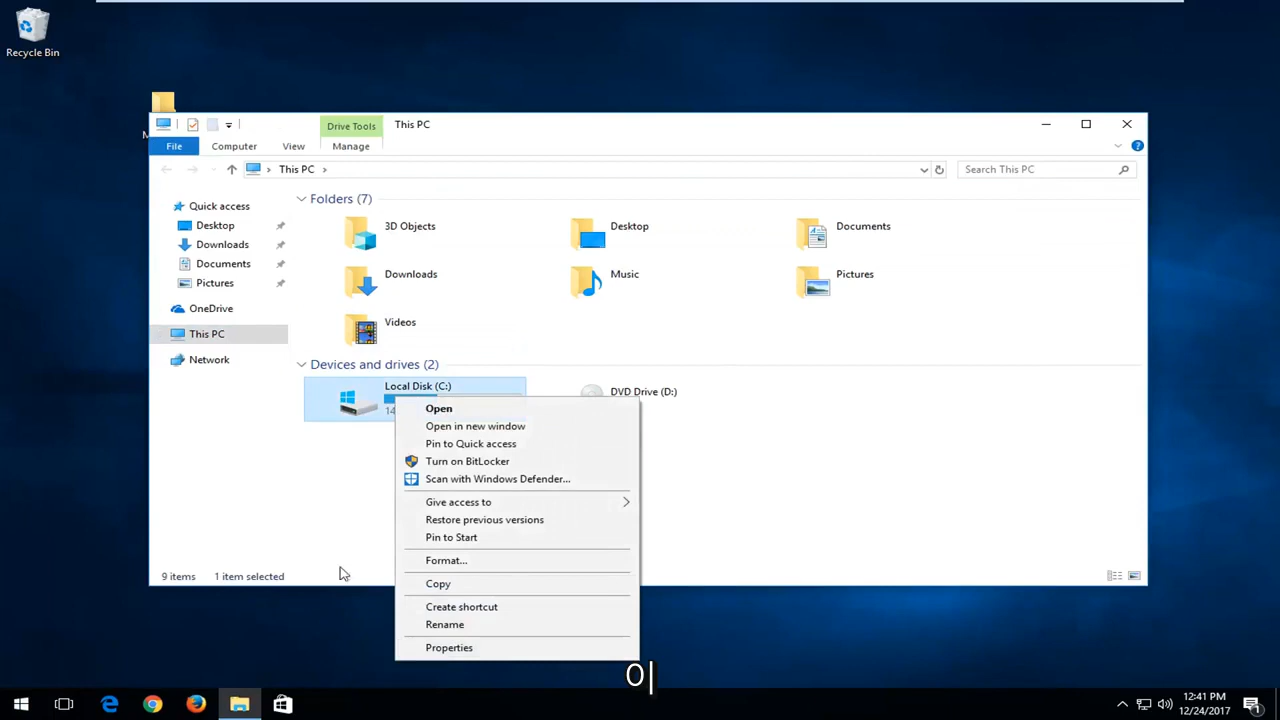 Recycle Bin
Drive Tools
This PC
File
Computer
View
Manage
This PC
Search This PC
Quick access
Desktop
Downloads
Documents
Pictures
OneDrive
This PC
Network
Folders (7)
3D Objects
Desktop
Documents
Downloads
Music
Pictures
Videos
Devices and drives (2)
Local Disk (C:)
14
DVD Drive (D:)
Open
Open in new window
Pin to Quick access
Turn on BitLocker
Scan with Windows Defender...
Give access to
Restore previous versions
Pin to Start
Format...
Copy
Create shortcut
Rename
Properties
9 items
1 item selected
O|
12:41 PM
12/24/2017
1